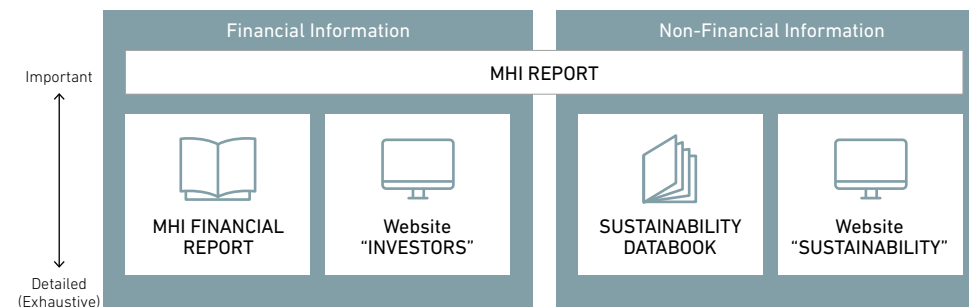 Financial Information
Non-Financial Information
Important
MHI REPORT
MHI FINANCIAL
REPORT
Website
“INVESTORS”
SUSTAINABILITY
DATABOOK
Website
“SUSTAINABILITY”
Detailed
(Exhaustive)